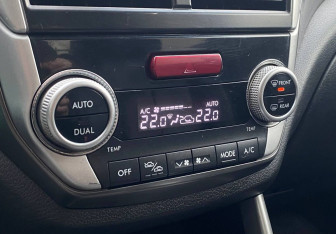 AUTO
DUAL
A/C AUTO
22.0 22.0
FRONT
REAR
TEMP
TEMP
OFF
MODE
A/C